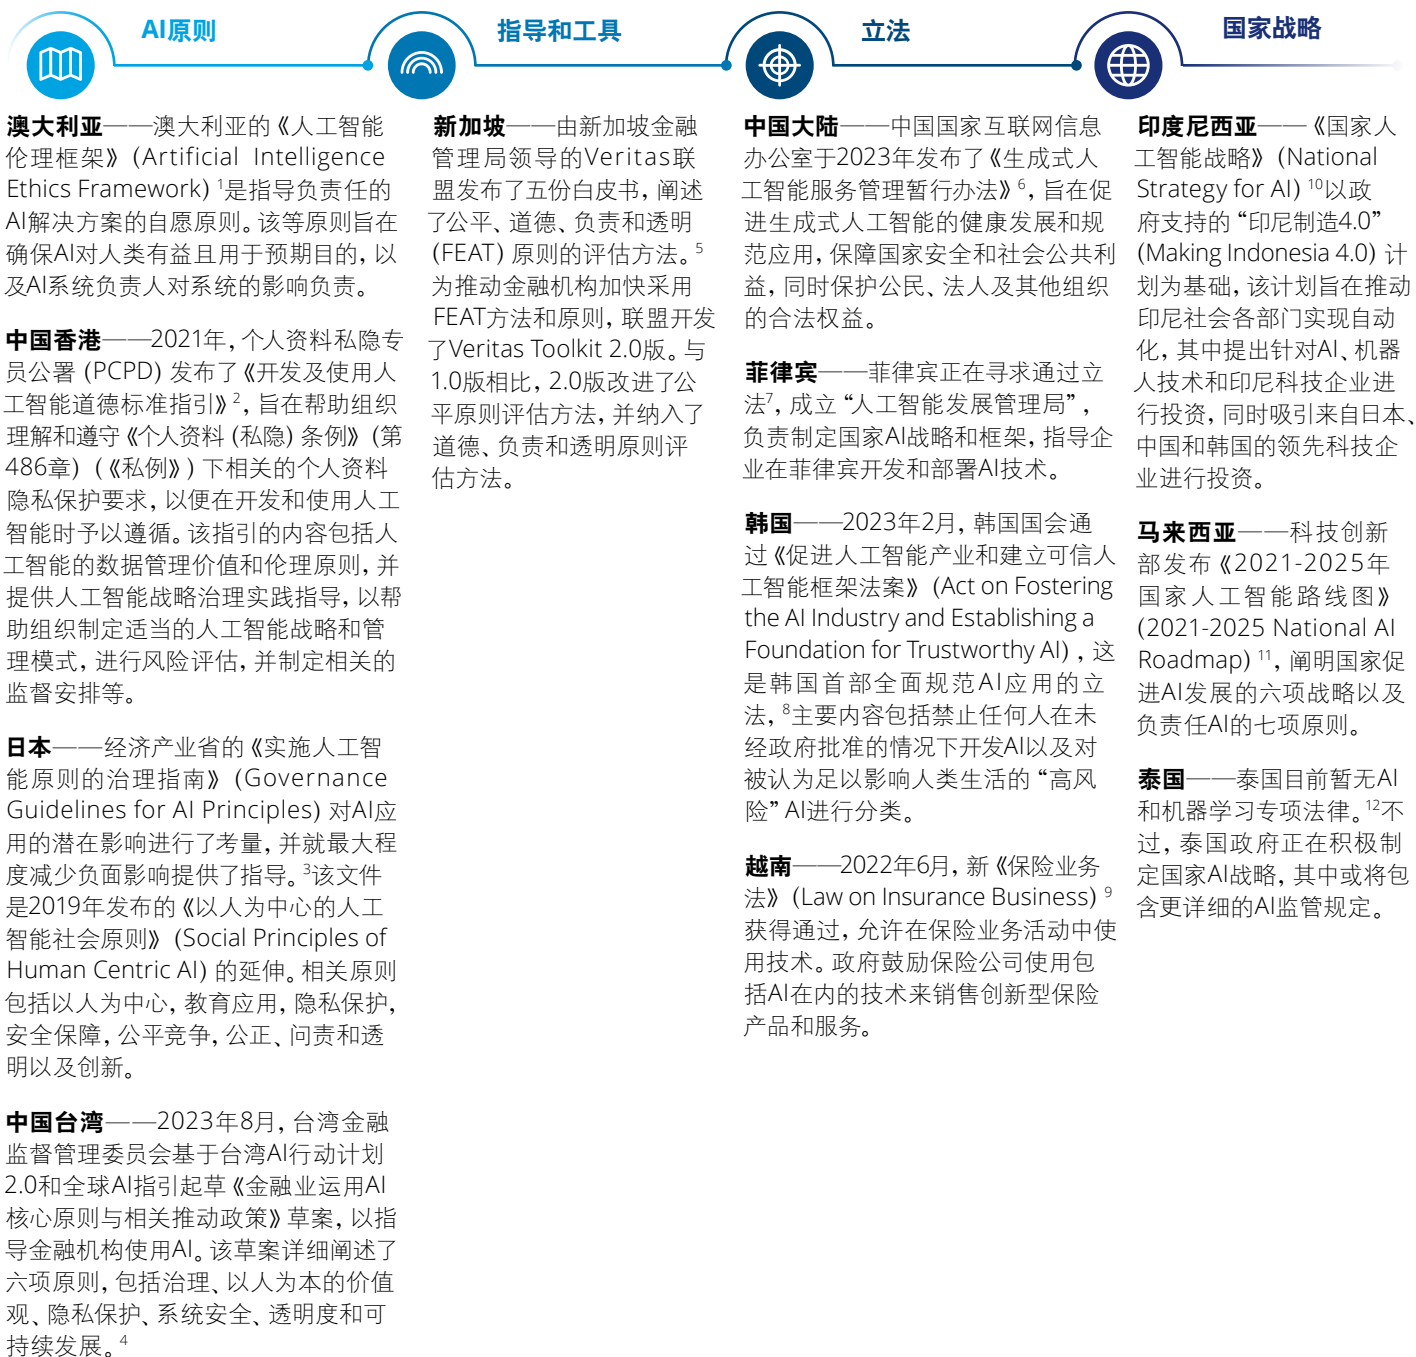 AI原则
澳大利亚——澳大利亚的《人工智能
伦理框架》(Artificial Intelligence
Ethics Framework) ¹是指导负责任的
AI解决方案的自愿原则。该等原则旨在
确保AI对人类有益且用于预期目的,以
及AI系统负责人对系统的影响负责。
中国香港——2021年,个人资料私隐专
员公署 (PCPD) 发布了《开发及使用人
工智能道德标准指引》²,旨在帮助组织
理解和遵守《个人资料 (私隐) 条例》(第
486章) (《私例》) 下相关的个人资料
隐私保护要求,以便在开发和使用人工
智能时予以遵循。该指引的内容包括人
工智能的数据管理价值和伦理原则,并
提供人工智能战略治理实践指导,以帮
助组织制定适当的人工智能战略和管
理模式,进行风险评估,并制定相关的
监督安排等。
日本——经济产业省的《实施人工智
能原则的治理指南》(Governance
Guidelines for AI Principles) 对AI应
用的潜在影响进行了考量,并就最大程
度减少负面影响提供了指导。³该文件
是2019年发布的《以人为中心的人工
智能社会原则》(Social Principles of
Human Centric AI) 的延伸。相关原则
包括以人为中心,教育应用,隐私保护,
安全保障,公平竞争,公正、问责和透
明以及创新。
中国台湾——2023年8月,台湾金融
监督管理委员会基于台湾AI行动计划
2.0和全球AI指引起草《金融业运用AI
核心原则与相关推动政策》草案,以指
导金融机构使用AI。该草案详细阐述了
六项原则,包括治理、以人为本的价值
观、隐私保护、系统安全、透明度和可
持续发展。⁴
指导和工具
新加坡——由新加坡金融
管理局领导的Veritas联
盟发布了五份白皮书,阐述
了公平、道德、负责和透明
(FEAT) 原则的评估方法。⁵
为推动金融机构加快采用
FEAT方法和原则,联盟开发
了Veritas Toolkit 2.0版。与
1.0版相比,2.0版改进了公
平原则评估方法,并纳入了
道德、负责和透明原则评
估方法。
立法
中国大陆——中国国家互联网信息
办公室于2023年发布了《生成式人
工智能服务管理暂行办法》⁶,旨在促
进生成式人工智能的健康发展和规
范应用,保障国家安全和社会公共利
益,同时保护公民、法人及其他组织
的合法权益。
菲律宾——菲律宾正在寻求通过立
法⁷,成立“人工智能发展管理局”,
负责制定国家AI战略和框架,指导企
业在菲律宾开发和部署AI技术。
韩国——2023年2月,韩国国会通
过《促进人工智能产业和建立可信人
工智能框架法案》(Act on Fostering
the AI Industry and Establishing a
Foundation for Trustworthy AI) ,这
是韩国首部全面规范AI应用的立
法,⁸主要内容包括禁止任何人在未
经政府批准的情况下开发AI以及对
被认为足以影响人类生活的“高风
险”AI进行分类。
越南——2022年6月,新《保险业务
法》(Law on Insurance Business) ⁹
获得通过,允许在保险业务活动中使
用技术。政府鼓励保险公司使用包
括AI在内的技术来销售创新型保险
产品和服务。
国家战略
印度尼西亚——《国家人
工智能战略》(National
Strategy for AI) ¹⁰以政
府支持的“印尼制造4.0”
(Making Indonesia 4.0) 计
划为基础,该计划旨在推动
印尼社会各部门实现自动
化,其中提出针对AI、机器
人技术和印尼科技企业进
行投资,同时吸引来自日本、
中国和韩国的领先科技企
业进行投资。
马来西亚——科技创新
部发布《2021-2025年
国家人工智能路线图》
(2021-2025 National AI
Roadmap) ¹¹,阐明国家促
进AI发展的六项战略以及
负责任AI的七项原则。
泰国——泰国目前暂无AI
和机器学习专项法律。¹²不
过,泰国政府正在积极制
定国家AI战略,其中或将包
含更详细的AI监管规定。